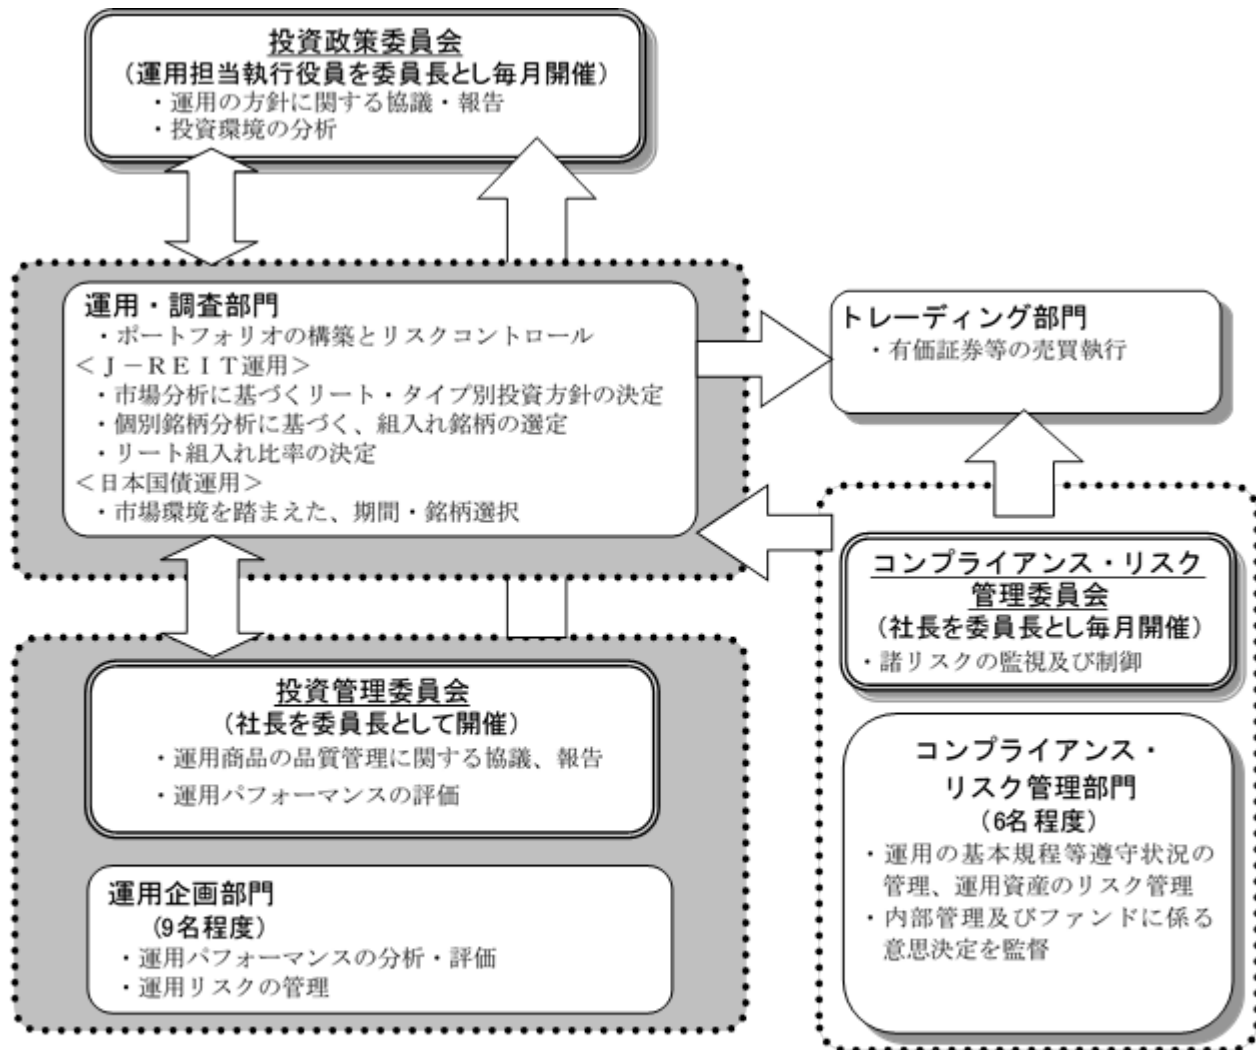 投資政策委員会
(運用担当執行役員を委員長とし毎月開催)
・運用の方針に関する協議・報告
・投資環境の分析
運用・調査部門
・ポートフォリオの構築とリスクコントロール
＜Ｊ－ＲＥＩＴ運用＞
・市場分析に基づくリート・タイプ別投資方針の決定
・個別銘柄分析に基づく、組入れ銘柄の選定
・リート組入れ比率の決定
＜日本国債運用＞
・市場環境を踏まえた、期間・銘柄選択
トレーディング部門
・有価証券等の売買執行
投資管理委員会
(社長を委員長として開催)
・運用商品の品質管理に関する協議、報告
・運用パフォーマンスの評価
運用企画部門
(9名程度)
・運用パフォーマンスの分析・評価
・運用リスクの管理
コンプライアンス・リスク
管理委員会
(社長を委員長とし毎月開催)
・諸リスクの監視及び制御
コンプライアンス・
リスク管理部門
(6名程度)
・運用の基本規程等遵守状況の
管理、運用資産のリスク管理
・内部管理及びファンドに係る
意思決定を監督